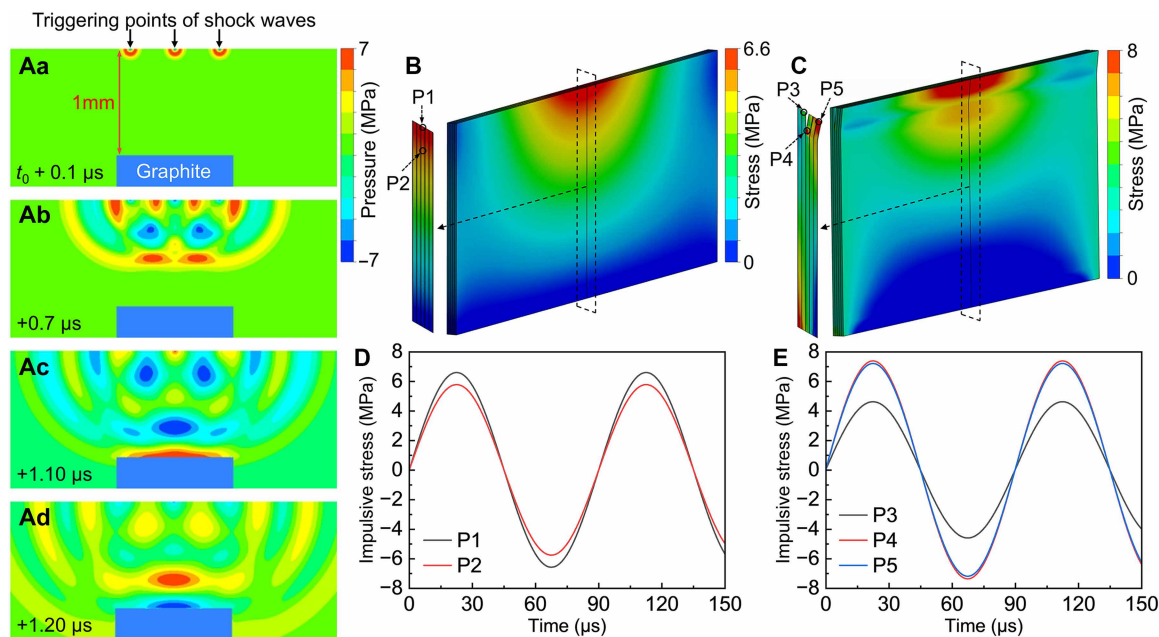 Triggering points of shock waves
Aa
1mm
t₀ + 0.1 µs
Graphite
7
Pressure (MPa)
−7
Ab
+0.7 µs
Ac
+1.10 µs
Ad
+1.20 µs
B
P1
P2
6.6
Stress (MPa)
0
C
P3
P5
P4
8
Stress (MPa)
0
D
Impulsive stress (MPa)
8
6
4
2
0
−2
−4
−6
−8
P1
P2
0 30 60 90 120 150
Time (µs)
E
Impulsive stress (MPa)
8
6
4
2
0
−2
−4
−6
−8
P3
P4
P5
0 30 60 90 120 150
Time (µs)